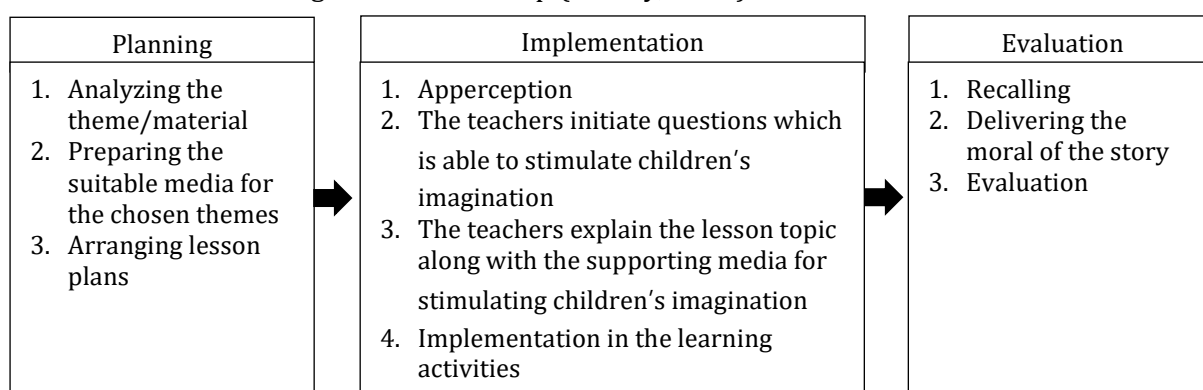 Planning
1. Analyzing the
theme/material
2. Preparing the
suitable media for
the chosen themes
3. Arranging lesson
plans
Implementation
1. Apperception
2. The teachers initiate questions which
is able to stimulate children’s
imagination
3. The teachers explain the lesson topic
along with the supporting media for
stimulating children’s imagination
4. Implementation in the learning
activities
Evaluation
1. Recalling
2. Delivering the
moral of the story
3. Evaluation